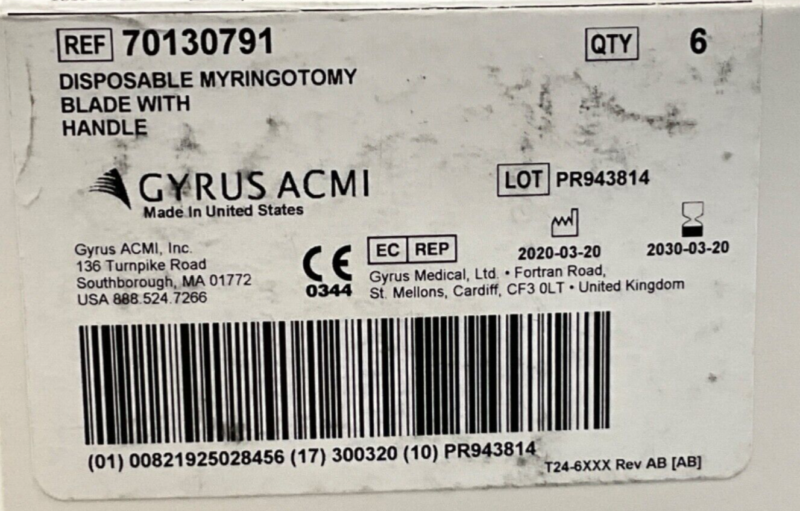 REF 70130791 QTY 6
DISPOSABLE MYRINGOTOMY
BLADE WITH
HANDLE
GYRUS ACMI
Made In United States
LOT PR943814
2020-03-20 2030-03-20
Gyrus ACMI, Inc.
136 Turnpike Road
Southborough, MA 01772
USA 888.524.7266
CE
0344
EC REP
Gyrus Medical, Ltd. • Fortran Road,
St. Mellons, Cardiff, CF3 0LT • United Kingdom
(01) 00821925028456 (17) 300320 (10) PR943814
T24-6XXX Rev AB [AB]